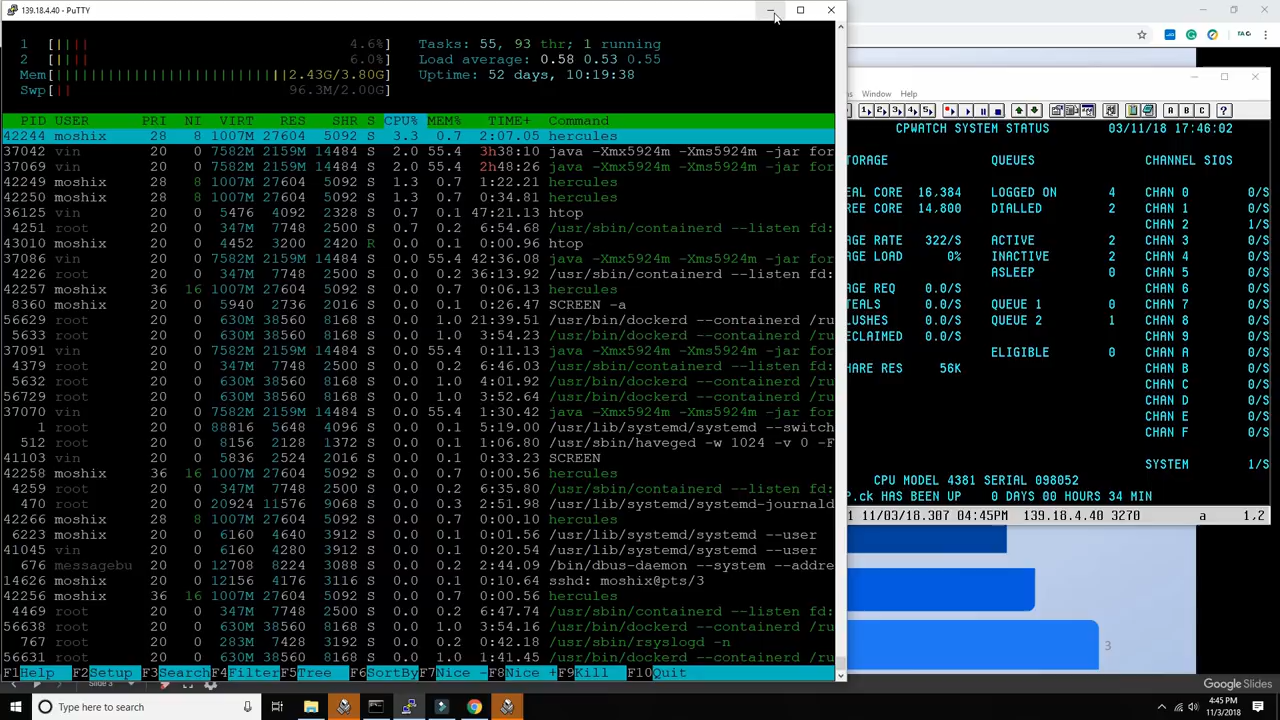 139.18.4.40 - PuTTY
1 [|||| 4.6%] Tasks: 55, 93 thr; 1 running
2 [|||| 6.0%] Load average: 0.58 0.53 0.55
Mem[||||||||||||||||||||||||||2.43G/3.80G] Uptime: 52 days, 10:19:38
Swp[|| 96.3M/2.00G]
PID USER PRI NI VIRT RES SHR S CPU% MEM% TIME+ Command
42244 moshix 28 8 1007M 27604 5092 S 3.3 0.7 2:07.05 hercules
37042 vin 20 0 7582M 2159M 14484 S 2.0 55.4 3h38:10 java -Xmx5924m -Xms5924m -jar for
37069 vin 20 0 7582M 2159M 14484 S 2.0 55.4 2h48:26 java -Xmx5924m -Xms5924m -jar for
42249 moshix 28 8 1007M 27604 5092 S 1.3 0.7 1:22.21 hercules
42250 moshix 28 8 1007M 27604 5092 S 1.3 0.7 0:34.81 hercules
36125 vin 20 0 5476 4092 2328 S 0.7 0.1 47:21.13 htop
4251 root 20 0 347M 7748 2500 S 0.7 0.2 6:54.68 /usr/sbin/containerd --listen fd:
43010 moshix 20 0 4452 3200 2420 R 0.0 0.1 0:00.96 htop
37086 vin 20 0 7582M 2159M 14484 S 0.0 55.4 42:36.08 java -Xmx5924m -Xms5924m -jar for
4226 root 20 0 347M 7748 2500 S 0.0 0.2 36:13.92 /usr/sbin/containerd --listen fd:
42257 moshix 36 16 1007M 27604 5092 S 0.0 0.7 0:06.13 hercules
8360 moshix 20 0 5940 2736 2016 S 0.0 0.1 0:26.47 SCREEN -a
56629 root 20 0 630M 38560 8168 S 0.0 1.0 21:39.51 /usr/bin/dockerd --containerd /ru
5633 root 20 0 630M 38560 8168 S 0.0 1.0 3:54.23 /usr/bin/dockerd --containerd /ru
37091 vin 20 0 7582M 2159M 14484 S 0.0 55.4 0:11.13 java -Xmx5924m -Xms5924m -jar for
4379 root 20 0 347M 7748 2500 S 0.0 0.2 6:46.03 /usr/sbin/containerd --listen fd:
5632 root 20 0 630M 38560 8168 S 0.0 1.0 4:01.92 /usr/bin/dockerd --containerd /ru
56729 root 20 0 630M 38560 8168 S 0.0 1.0 3:52.64 /usr/bin/dockerd --containerd /ru
37070 vin 20 0 7582M 2159M 14484 S 0.0 55.4 1:30.42 java -Xmx5924m -Xms5924m -jar for
1 root 20 0 88816 5648 4096 S 0.0 0.1 5:19.00 /usr/lib/systemd/systemd --switch
512 root 20 0 8156 2128 1372 S 0.0 0.1 1:06.80 /usr/sbin/haveged -w 1024 -v 0 -F
41103 vin 20 0 5836 2524 2084 S 0.0 0.1 0:33.23 SCREEN
42258 moshix 36 16 1007M 27604 5092 S 0.0 0.7 0:00.56 hercules
4259 root 20 0 347M 7748 2500 S 0.0 0.2 6:35.80 /usr/sbin/containerd --listen fd:
470 root 20 0 20924 11576 9068 S 0.0 0.3 2:51.98 /usr/lib/systemd/systemd-journald
42266 moshix 28 8 1007M 27604 5092 S 0.0 0.7 0:00.10 hercules
6223 moshix 20 0 6160 4640 3912 S 0.0 0.1 0:01.56 /usr/lib/systemd/systemd --user
41045 vin 20 0 6160 4280 3912 S 0.0 0.1 0:20.54 /usr/lib/systemd/systemd --user
676 messagebu 20 0 12708 8224 3088 S 0.0 0.2 2:44.09 /bin/dbus-daemon --system --addre
14626 moshix 20 0 12156 4176 3116 S 0.0 0.1 0:10.64 sshd: moshix@pts/3
42256 moshix 36 16 1007M 27604 5092 S 0.0 0.7 0:00.56 hercules
4469 root 20 0 347M 7748 2500 S 0.0 0.2 6:47.74 /usr/sbin/containerd --listen fd:
56638 root 20 0 630M 38560 8168 S 0.0 1.0 2:07.40 /usr/bin/dockerd --containerd /ru
767 root 20 0 283M 7428 3192 S 0.0 0.2 0:42.18 /usr/sbin/rsyslogd -n
56631 root 20 0 630M 38560 8168 S 0.0 1.0 1:41.45 /usr/bin/dockerd --containerd /ru
F1Help F2Setup F3SearchF4FilterF5Tree F6SortByF7Nice -F8Nice +F9Kill F10Quit
ns Window Help
1 2 3 4 5 A B C ?
CPWATCH SYSTEM STATUS 03/11/18 17:46:02
TORAGE QUEUES CHANNEL SIOS
EAL CORE 16,384 LOGGED ON 4 CHAN 0 0/S
REE CORE 14,800 DIALLED 2 CHAN 1 0/S
CHAN 2 1/S
AGE RATE 322/S ACTIVE 2 CHAN 3 0/S
AGE LOAD 0% INACTIVE 2 CHAN 4 0/S
ASLEEP 0 CHAN 5 0/S
AGE REQ 0.0/S CHAN 6 0/S
TEALS 0.0/S QUEUE 1 0 CHAN 7 0/S
LUSHES 0.0/S QUEUE 2 1 CHAN 8 0/S
ECLAIMED 0.0/S CHAN 9 0/S
ELIGIBLE 0 CHAN A 0/S
HARE RES 56K CHAN B 0/S
CHAN C 0/S
CHAN D 0/S
CHAN E 0/S
CHAN F 0/S
SYSTEM 1/S
CPU MODEL 4381 SERIAL 098052
P.ck HAS BEEN UP 0 DAYS 00 HOURS 34 MIN
1 11/03/18.307 04:45PM 139.18.4.40 3270 a 1,2
3
Slide 3
Google Slides
Type here to search
4:45 PM
11/3/2018